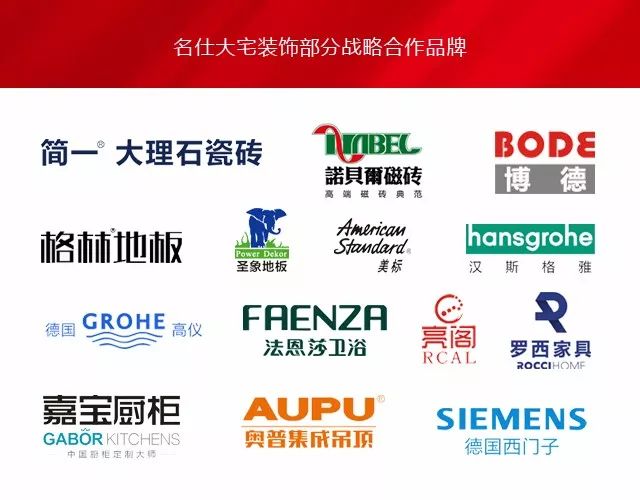 名仕大宅装饰部分战略合作品牌
简一® 大理石瓷砖
NABEL
諾貝爾磁砖
高端磁砖典范
BODE
博德
格林®地板
Power Dekor
圣象地板
American
Standard®
美标
hansgrohe
汉斯格雅
德国 GROHE 高仪
FAENZA
法恩莎卫浴
亮阁
RCAL
罗西家具
ROCCIHOME
嘉宝厨柜
GABOR KITCHENS
中国厨柜定制大师
AUPU®
奥普集成吊顶
SIEMENS
德国西门子